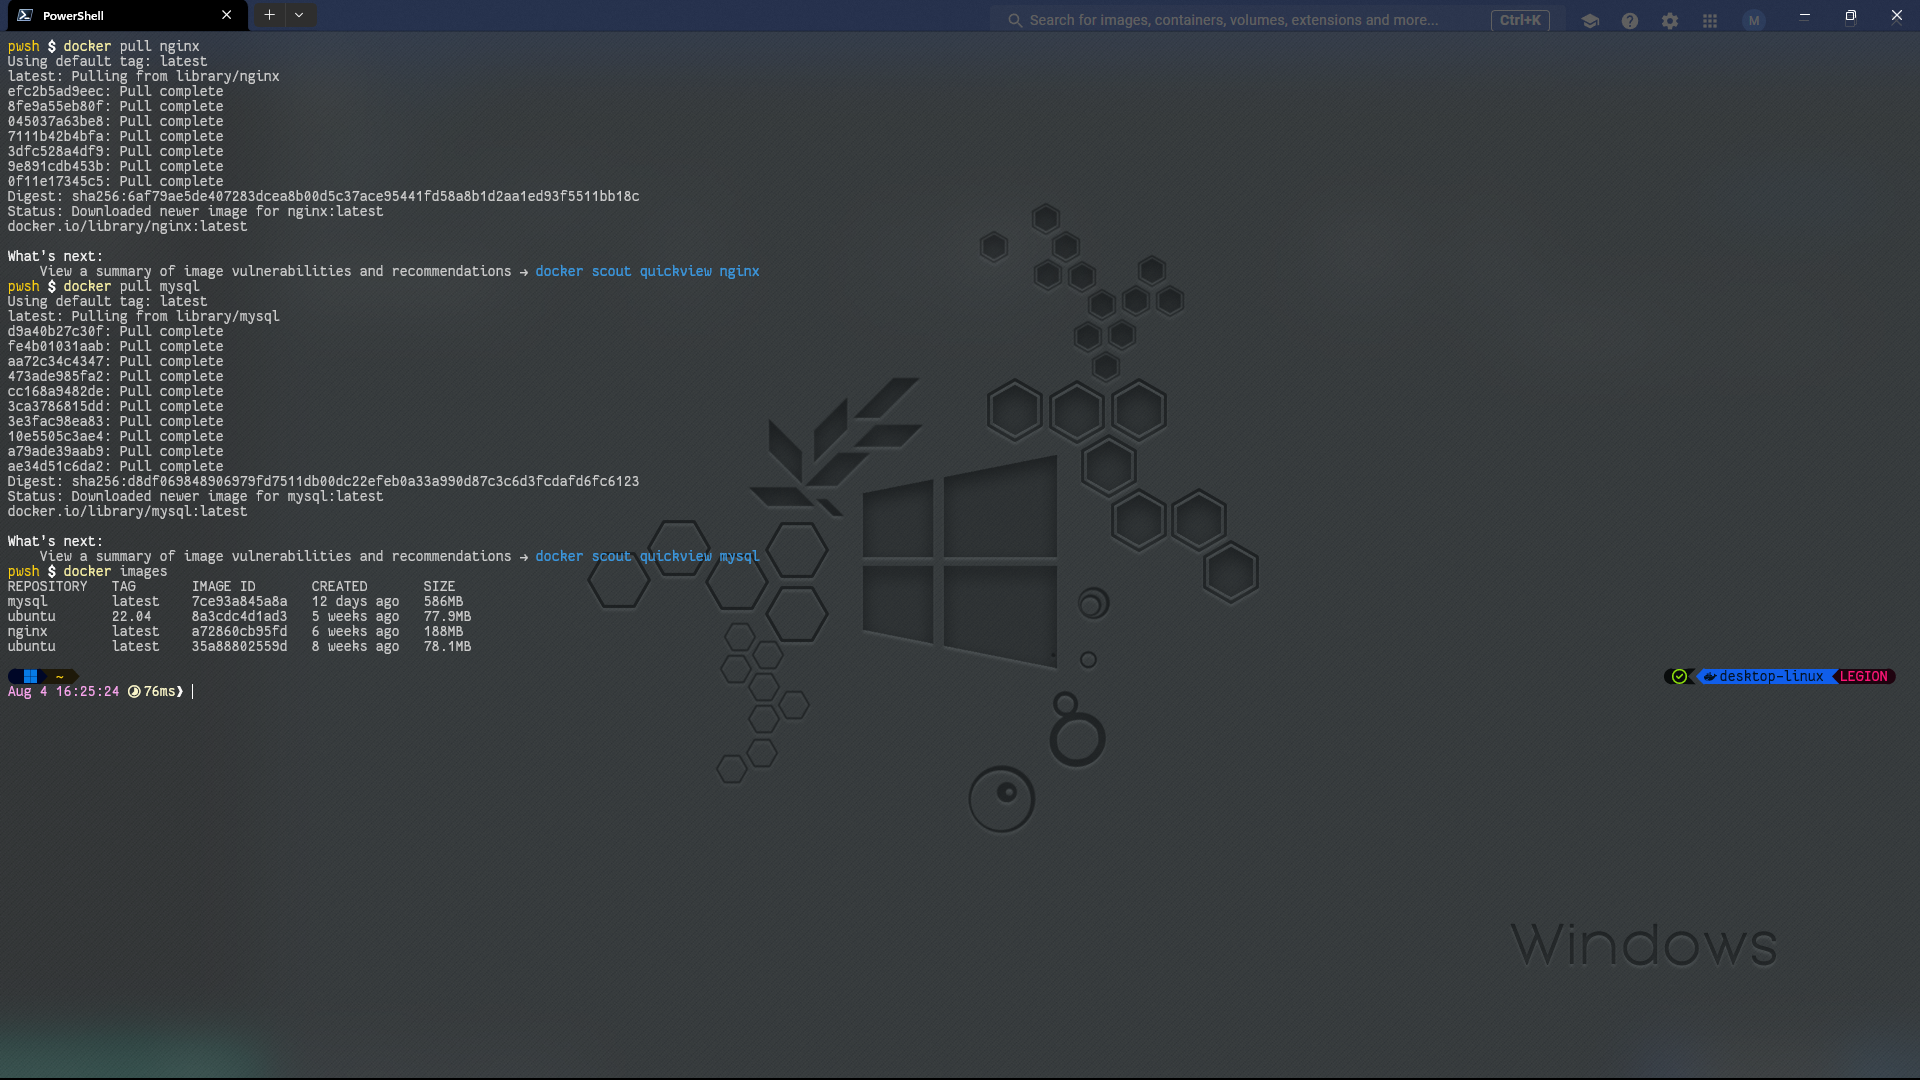 PowerShell
Search for images, containers, volumes, extensions and more... Ctrl+K M
pwsh $ docker pull nginx
Using default tag: latest
latest: Pulling from library/nginx
efc2b5ad9eec: Pull complete
8fe9a55eb80f: Pull complete
045037a63be8: Pull complete
7111b42b4bfa: Pull complete
3dfc528a4df9: Pull complete
9e891cdb453b: Pull complete
0f11e17345c5: Pull complete
Digest: sha256:6af79ae5de407283dcea8b00d5c37ace95441fd58a8b1d2aa1ed93f5511bb18c
Status: Downloaded newer image for nginx:latest
docker.io/library/nginx:latest
What's next:
View a summary of image vulnerabilities and recommendations → docker scout quickview nginx
pwsh $ docker pull mysql
Using default tag: latest
latest: Pulling from library/mysql
d9a40b27c30f: Pull complete
fe4b01031aab: Pull complete
aa72c34c4347: Pull complete
473ade985fa2: Pull complete
cc168a9482de: Pull complete
3ca3786815dd: Pull complete
3e3fac98ea83: Pull complete
10e5505c3ae4: Pull complete
a79ade39aab9: Pull complete
ae34d51c6da2: Pull complete
Digest: sha256:d8df069848906979fd7511db00dc22efeb0a33a990d87c3c6d3fcdafd6fc6123
Status: Downloaded newer image for mysql:latest
docker.io/library/mysql:latest
What's next:
View a summary of image vulnerabilities and recommendations → docker scout quickview mysql
pwsh $ docker images
REPOSITORY TAG IMAGE ID CREATED SIZE
mysql latest 7ce93a845a8a 12 days ago 586MB
ubuntu 22.04 8a3cdc4d1ad3 5 weeks ago 77.9MB
nginx latest a72860cb95fd 6 weeks ago 188MB
ubuntu latest 35a88802559d 8 weeks ago 78.1MB
~ desktop-linux LEGION
Aug 4 16:25:24 76ms❯
Windows